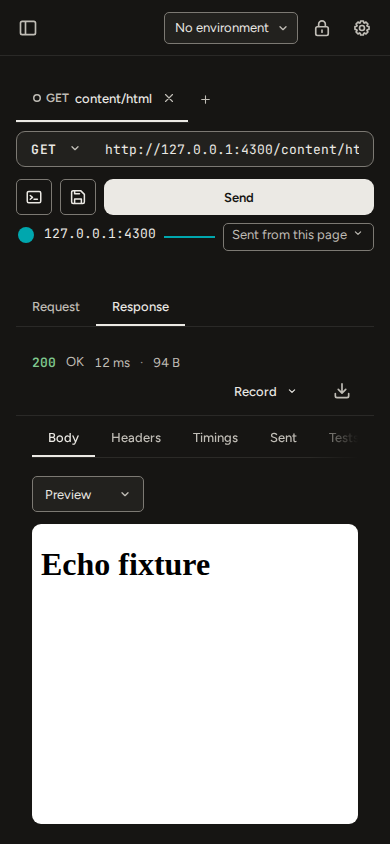 No environment
GET content/html
GET http://127.0.0.1:4300/content/ht
Send
127.0.0.1:4300 Sent from this page
Request Response
200 OK 12 ms · 94 B
Record
Body Headers Timings Sent Tests
Preview
Echo fixture